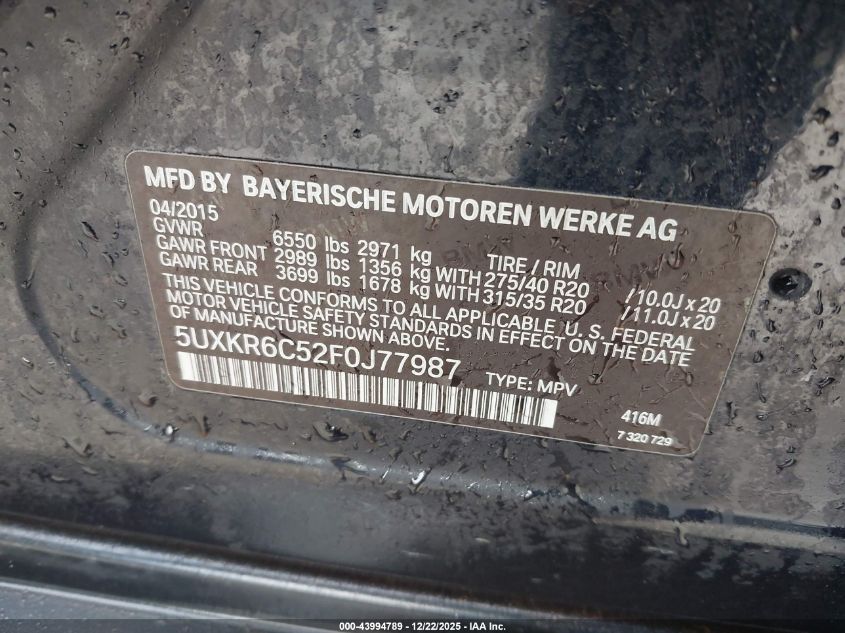 MFD BY BAYERISCHE MOTOREN WERKE AG
04/2015
GVWR 6550 lbs 2971 kg TIRE / RIM
GAWR FRONT 2989 lbs 1356 kg WITH 275/40 R20 /10.0J x 20
GAWR REAR 3699 lbs 1678 kg WITH 315/35 R20 /11.0J x 20
THIS VEHICLE CONFORMS TO ALL APPLICABLE U.S. FEDERAL
MOTOR VEHICLE SAFETY STANDARDS IN EFFECT ON THE DATE
OF MANUFACTURE SHOWN ABOVE.
5UXKR6C52F0J77987 TYPE: MPV
416M
7 320 729
000-43994789 - 12/22/2025 - IAA Inc.